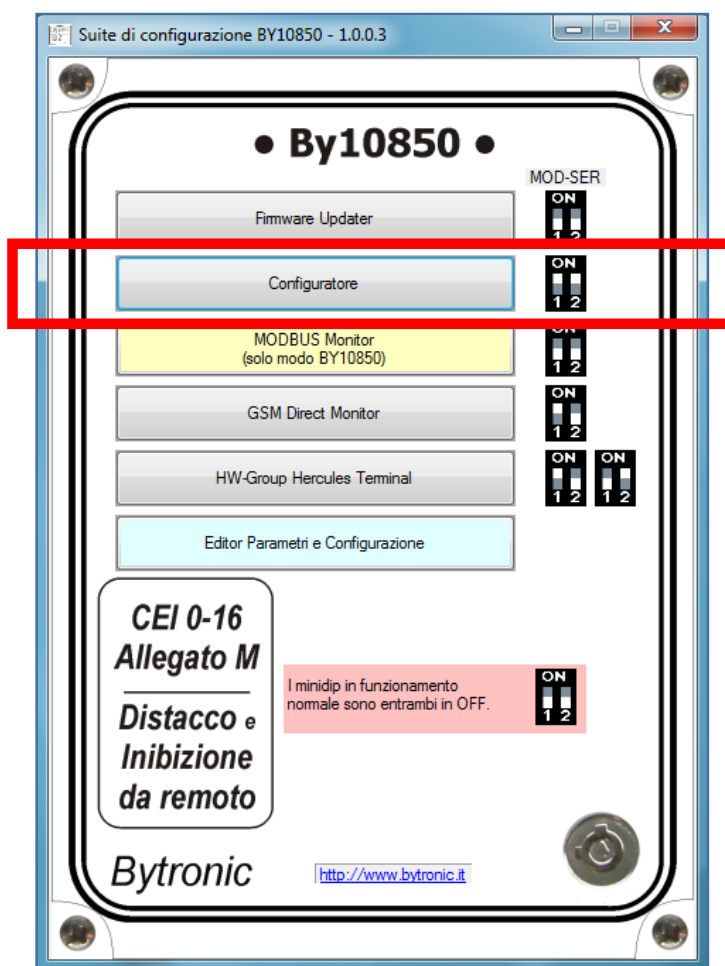 Suite di configurazione BY10850 - 1.0.0.3
• By10850 •
MOD-SER
Firmware Updater
ON
1 2
Configuratore
ON
1 2
MODBUS Monitor
(solo modo BY10850)
ON
1 2
GSM Direct Monitor
ON
1 2
HW-Group Hercules Terminal
ON ON
1 2 1 2
Editor Parametri e Configurazione
CEI 0-16
Allegato M
Distacco e
Inibizione
da remoto
I minidip in funzionamento
normale sono entrambi in OFF.
ON
1 2
Bytronic
http://www.bytronic.it